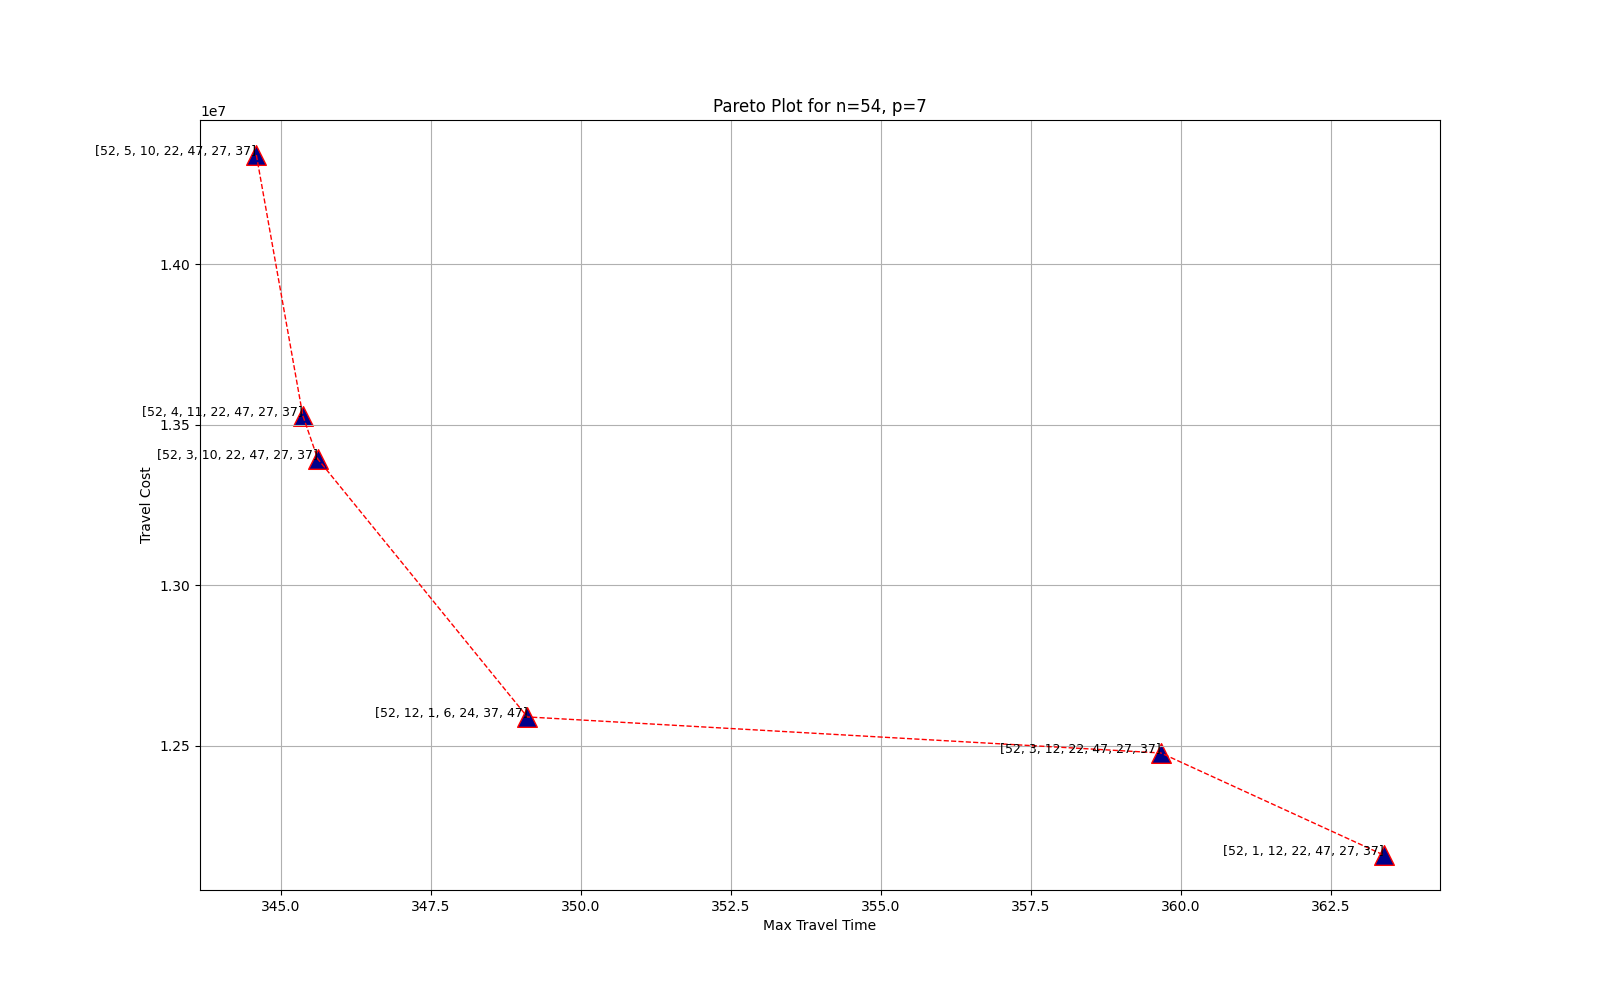 Pareto Plot for n=54, p=7
1e7
[52, 5, 10, 22, 47, 27, 37]
1.40
[52, 4, 11, 22, 47, 27, 37]
1.35
[52, 3, 10, 22, 47, 27, 37]
Travel Cost
1.30
[52, 12, 1, 6, 24, 37, 47]
1.25
[52, 3, 12, 22, 47, 27, 37]
[52, 1, 12, 22, 47, 27, 37]
345.0 347.5 350.0 352.5 355.0 357.5 360.0 362.5
Max Travel Time